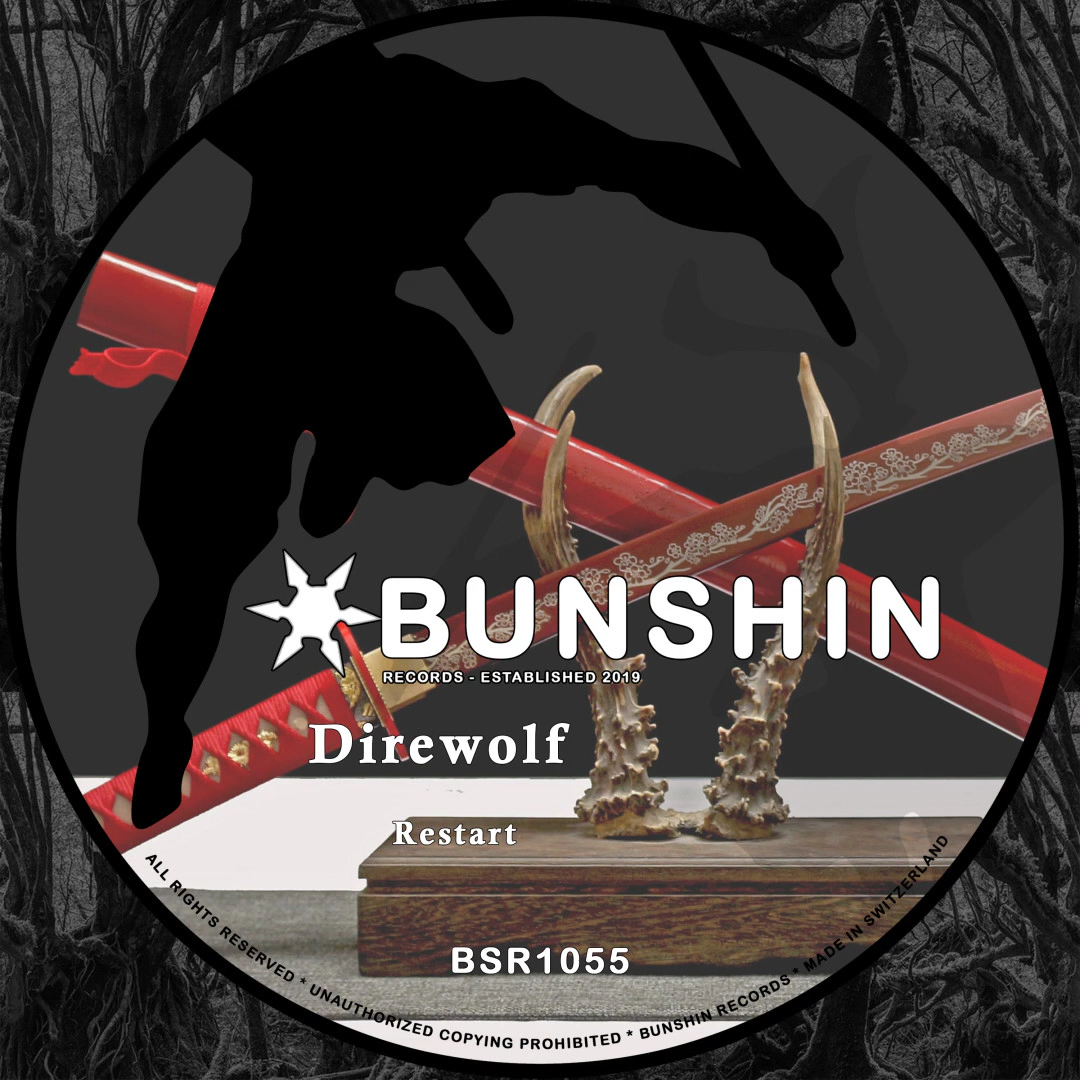 BUNSHIN
RECORDS - ESTABLISHED 2019
Direwolf
Restart
BSR1055
ALL RIGHTS RESERVED * UNAUTHORIZED COPYING PROHIBITED * BUNSHIN RECORDS * MADE IN SWITZERLAND